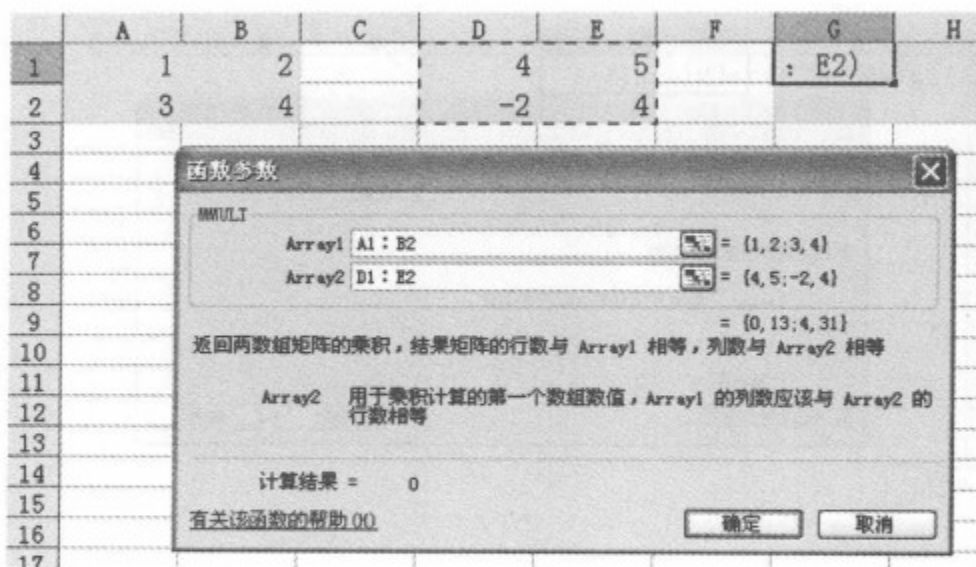 A B C D E F G H
1 1 2 4 5 : E2)
2 3 4 -2 4
3
4
5
6
7
8
9
10
11
12
13
14
15
16
17
函数参数
MMULT
Array1 A1:B2 = {1,2;3,4}
Array2 D1:E2 = {4,5;-2,4}
= {0,13;4,31}
返回两数组矩阵的乘积,结果矩阵的行数与 Array1 相等,列数与 Array2 相等
Array2 用于乘积计算的第一个数组数值,Array1 的列数应该与 Array2 的
行数相等
计算结果 = 0
有关该函数的帮助(H)
确定 取消